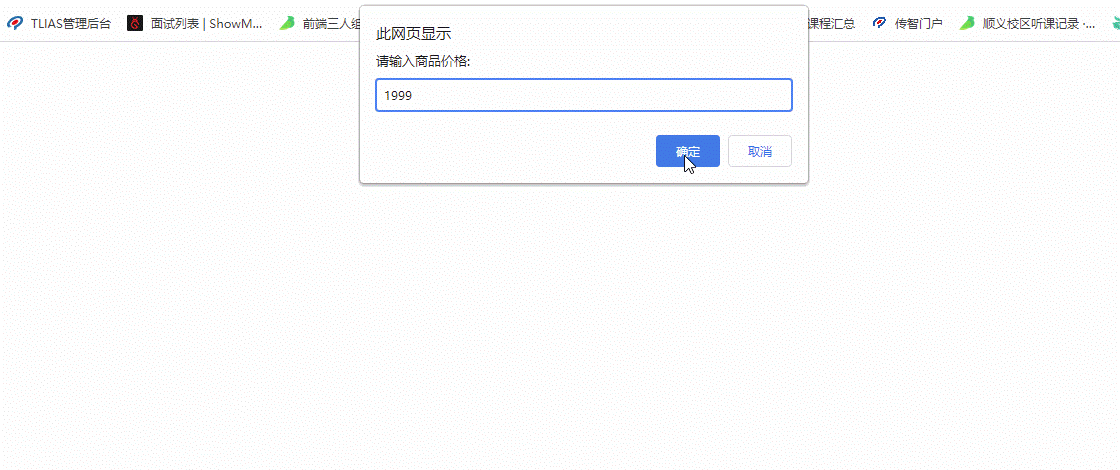 TLIAS管理后台
面试列表 | ShowM...
前端三人组
课程汇总
传智门户
顺义校区听课记录 ·...
此网页显示
请输入商品价格:
1999
确定
取消